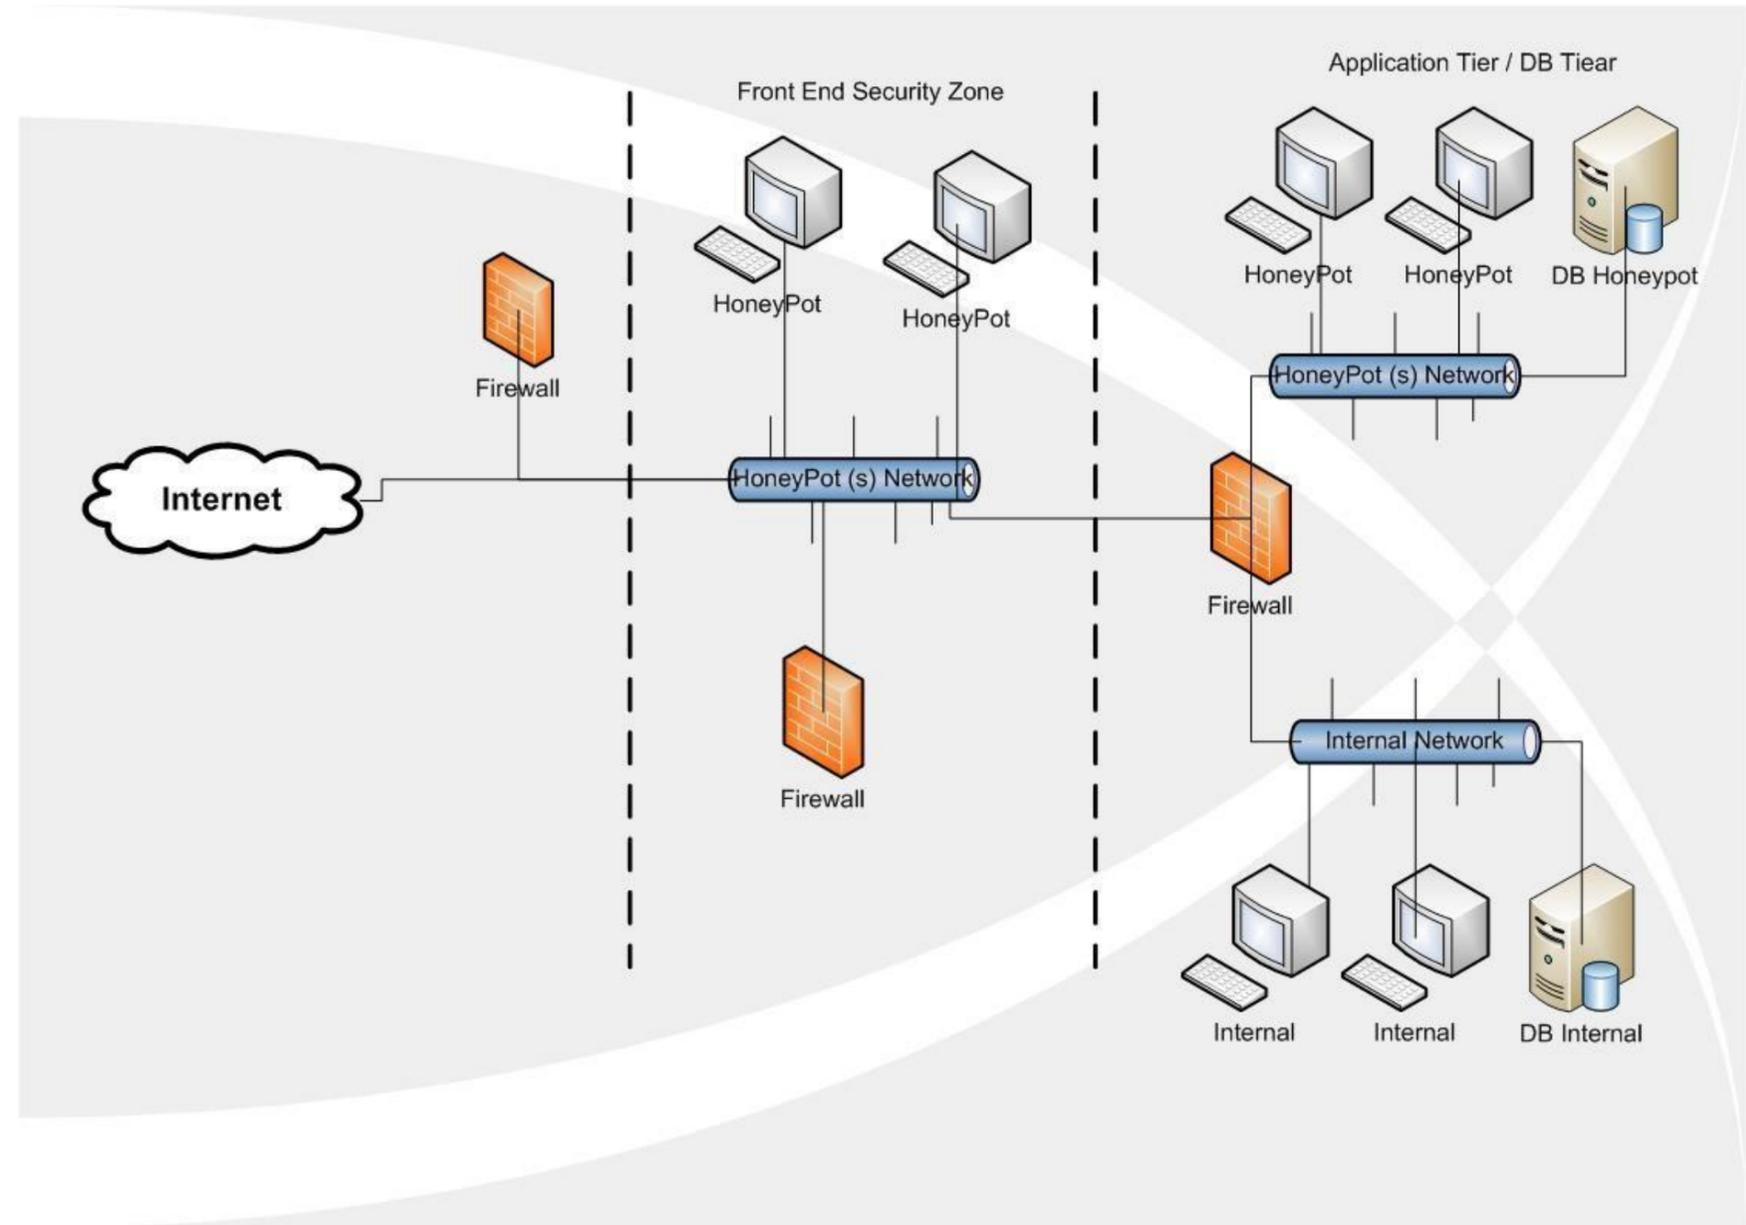 Application Tier / DB Tiear
Front End Security Zone
HoneyPot
HoneyPot
DB Honeypot
HoneyPot
HoneyPot
HoneyPot (s) Network
Firewall
HoneyPot (s) Network
Internet
Firewall
Internal Network
Firewall
Internal
Internal
DB Internal